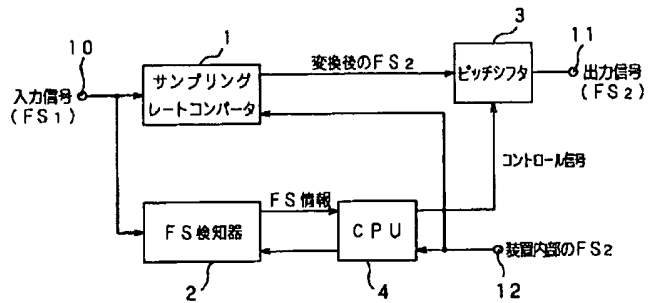 10
入力信号
(FS1)
1
サンプリング
レートコンバータ
変換後のFS2
3
ピッチシフタ
11
出力信号
(FS2)
コントロール信号
FS検知器
2
FS情報
CPU
4
装置内部のFS2
12